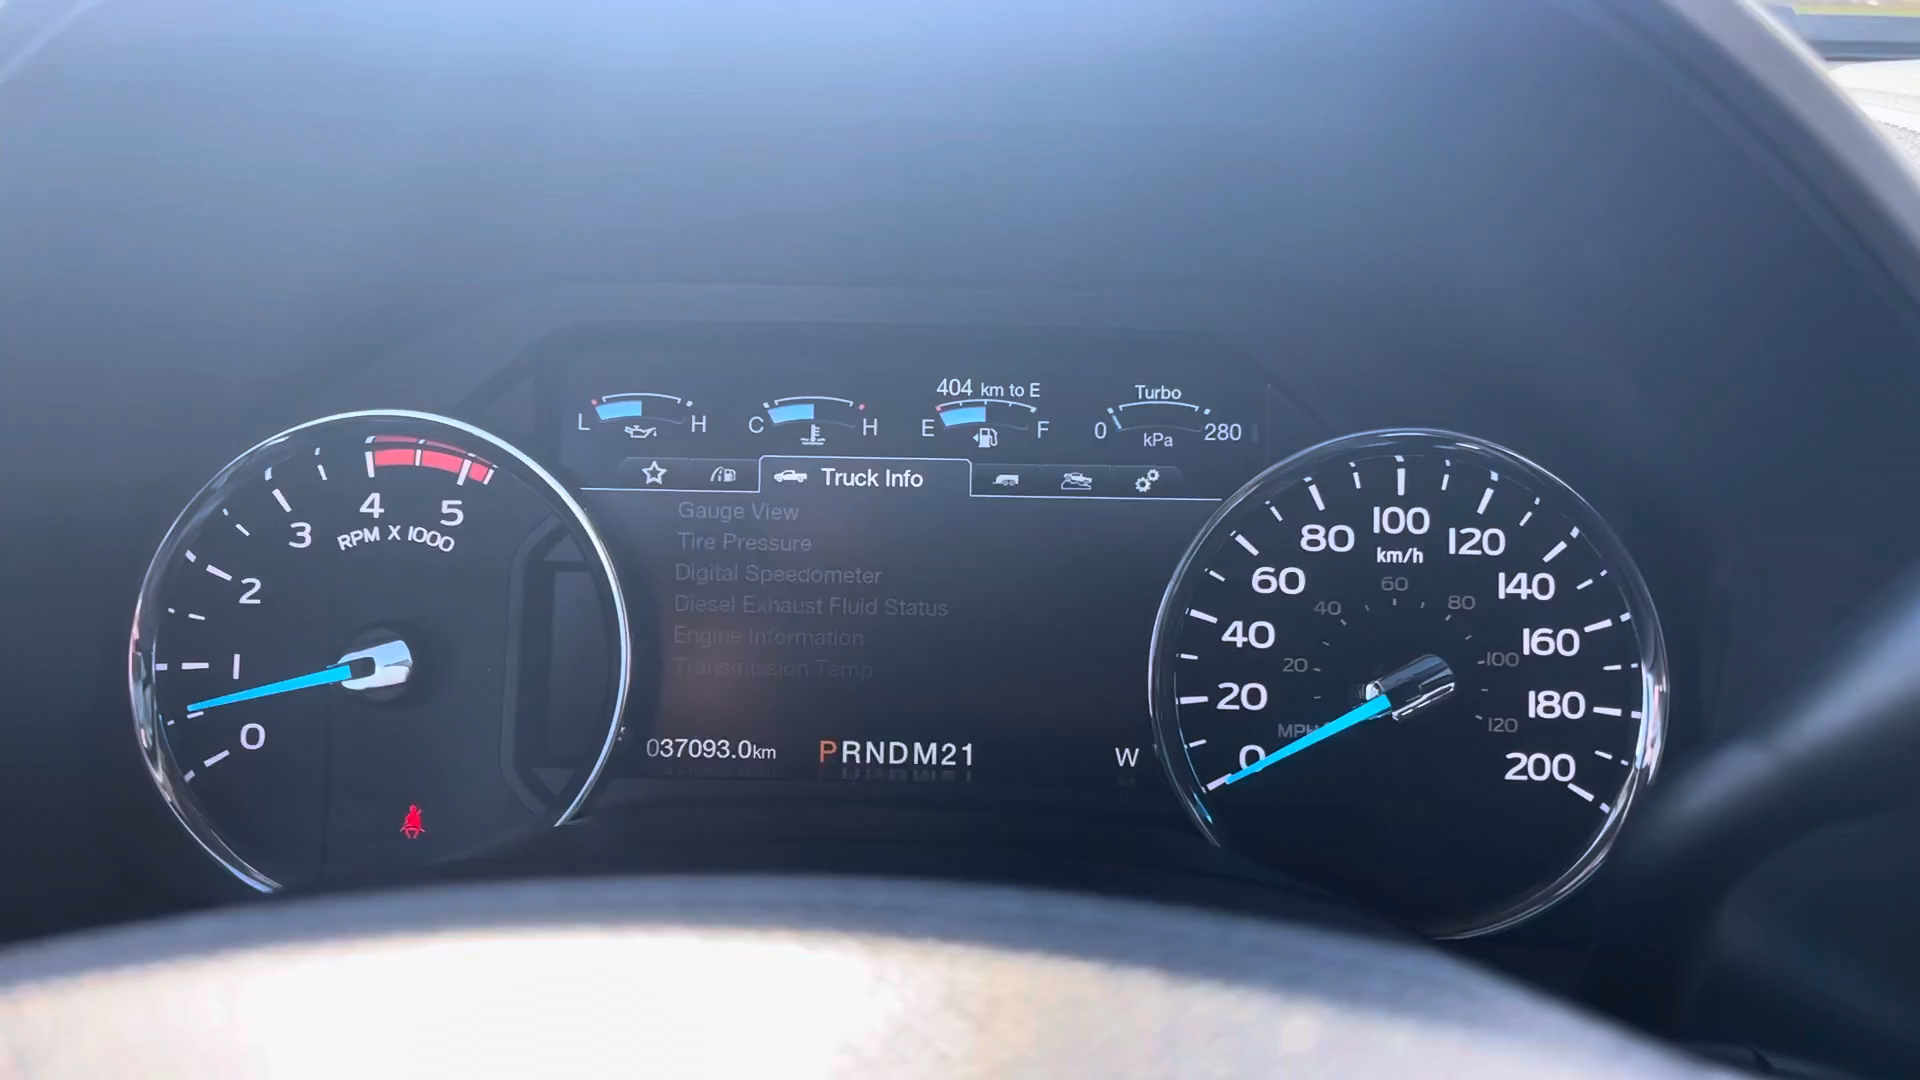 404 km to E
L H
C H
E F
Turbo
0 kPa 280
Truck Info
Gauge View
Tire Pressure
Digital Speedometer
Diesel Exhaust Fluid Status
Engine Information
Transmission Temp
037093.0km
PRNDM21
W
0
1
2
3
4
5
RPM X 1000
0
20
40
60
80
100
120
140
160
180
200
km/h
MPH
20
40
60
80
100
120